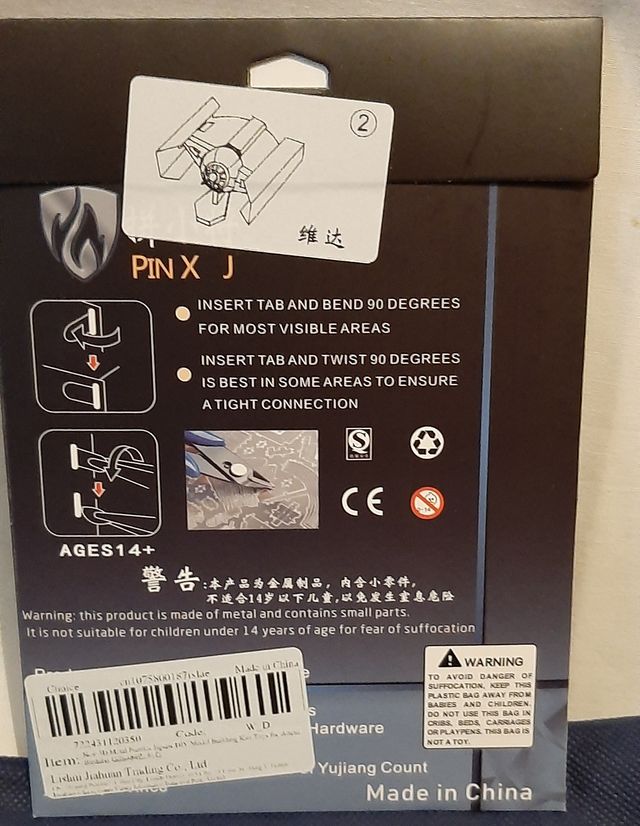 ②
维达
PIN X J
INSERT TAB AND BEND 90 DEGREES
FOR MOST VISIBLE AREAS
INSERT TAB AND TWIST 90 DEGREES
IS BEST IN SOME AREAS TO ENSURE
A TIGHT CONNECTION
CE
AGES14+
警告:本产品为金属制品，内含小零件，
不适合14岁以下儿童,以免发生窒息危险
Warning: this product is made of metal and contains small parts.
It is not suitable for children under 14 years of age for fear of suffocation
WARNING
TO AVOID DANGER OF
SUFFOCATION, KEEP THIS
PLASTIC BAG AWAY FROM
BABIES AND CHILDREN.
DO NOT USE THIS BAG IN
CRIBS, BEDS, CARRIAGES
OR PLAYPENS. THIS BAG IS
NOT A TOY.
Choice
Made in China
722431120350
Code:
W_D
Item:
Lishui Jiahuan Trading Co., Ltd
Hardware
Yujiang Count
Made in China